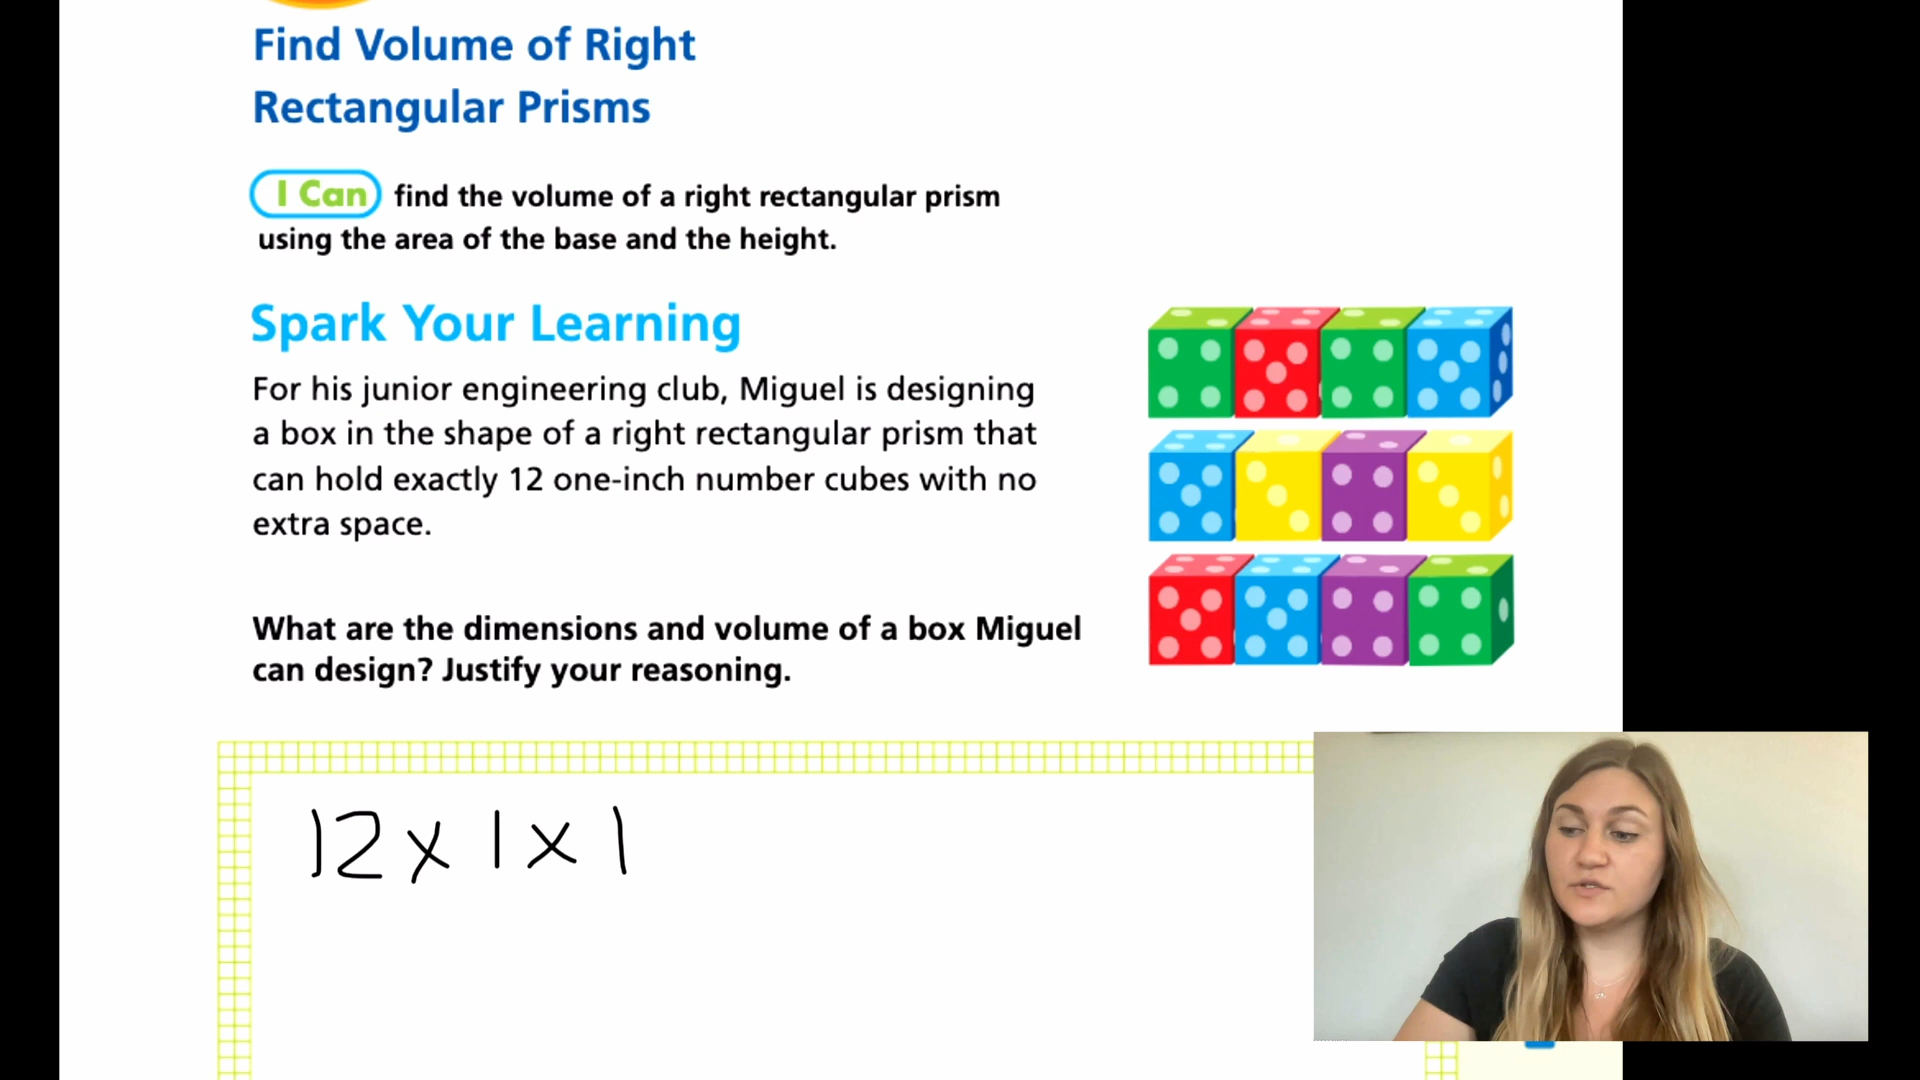 Find Volume of Right
Rectangular Prisms
I Can find the volume of a right rectangular prism
using the area of the base and the height.
Spark Your Learning
For his junior engineering club, Miguel is designing
a box in the shape of a right rectangular prism that
can hold exactly 12 one-inch number cubes with no
extra space.
What are the dimensions and volume of a box Miguel
can design? Justify your reasoning.
12 x 1 x 1